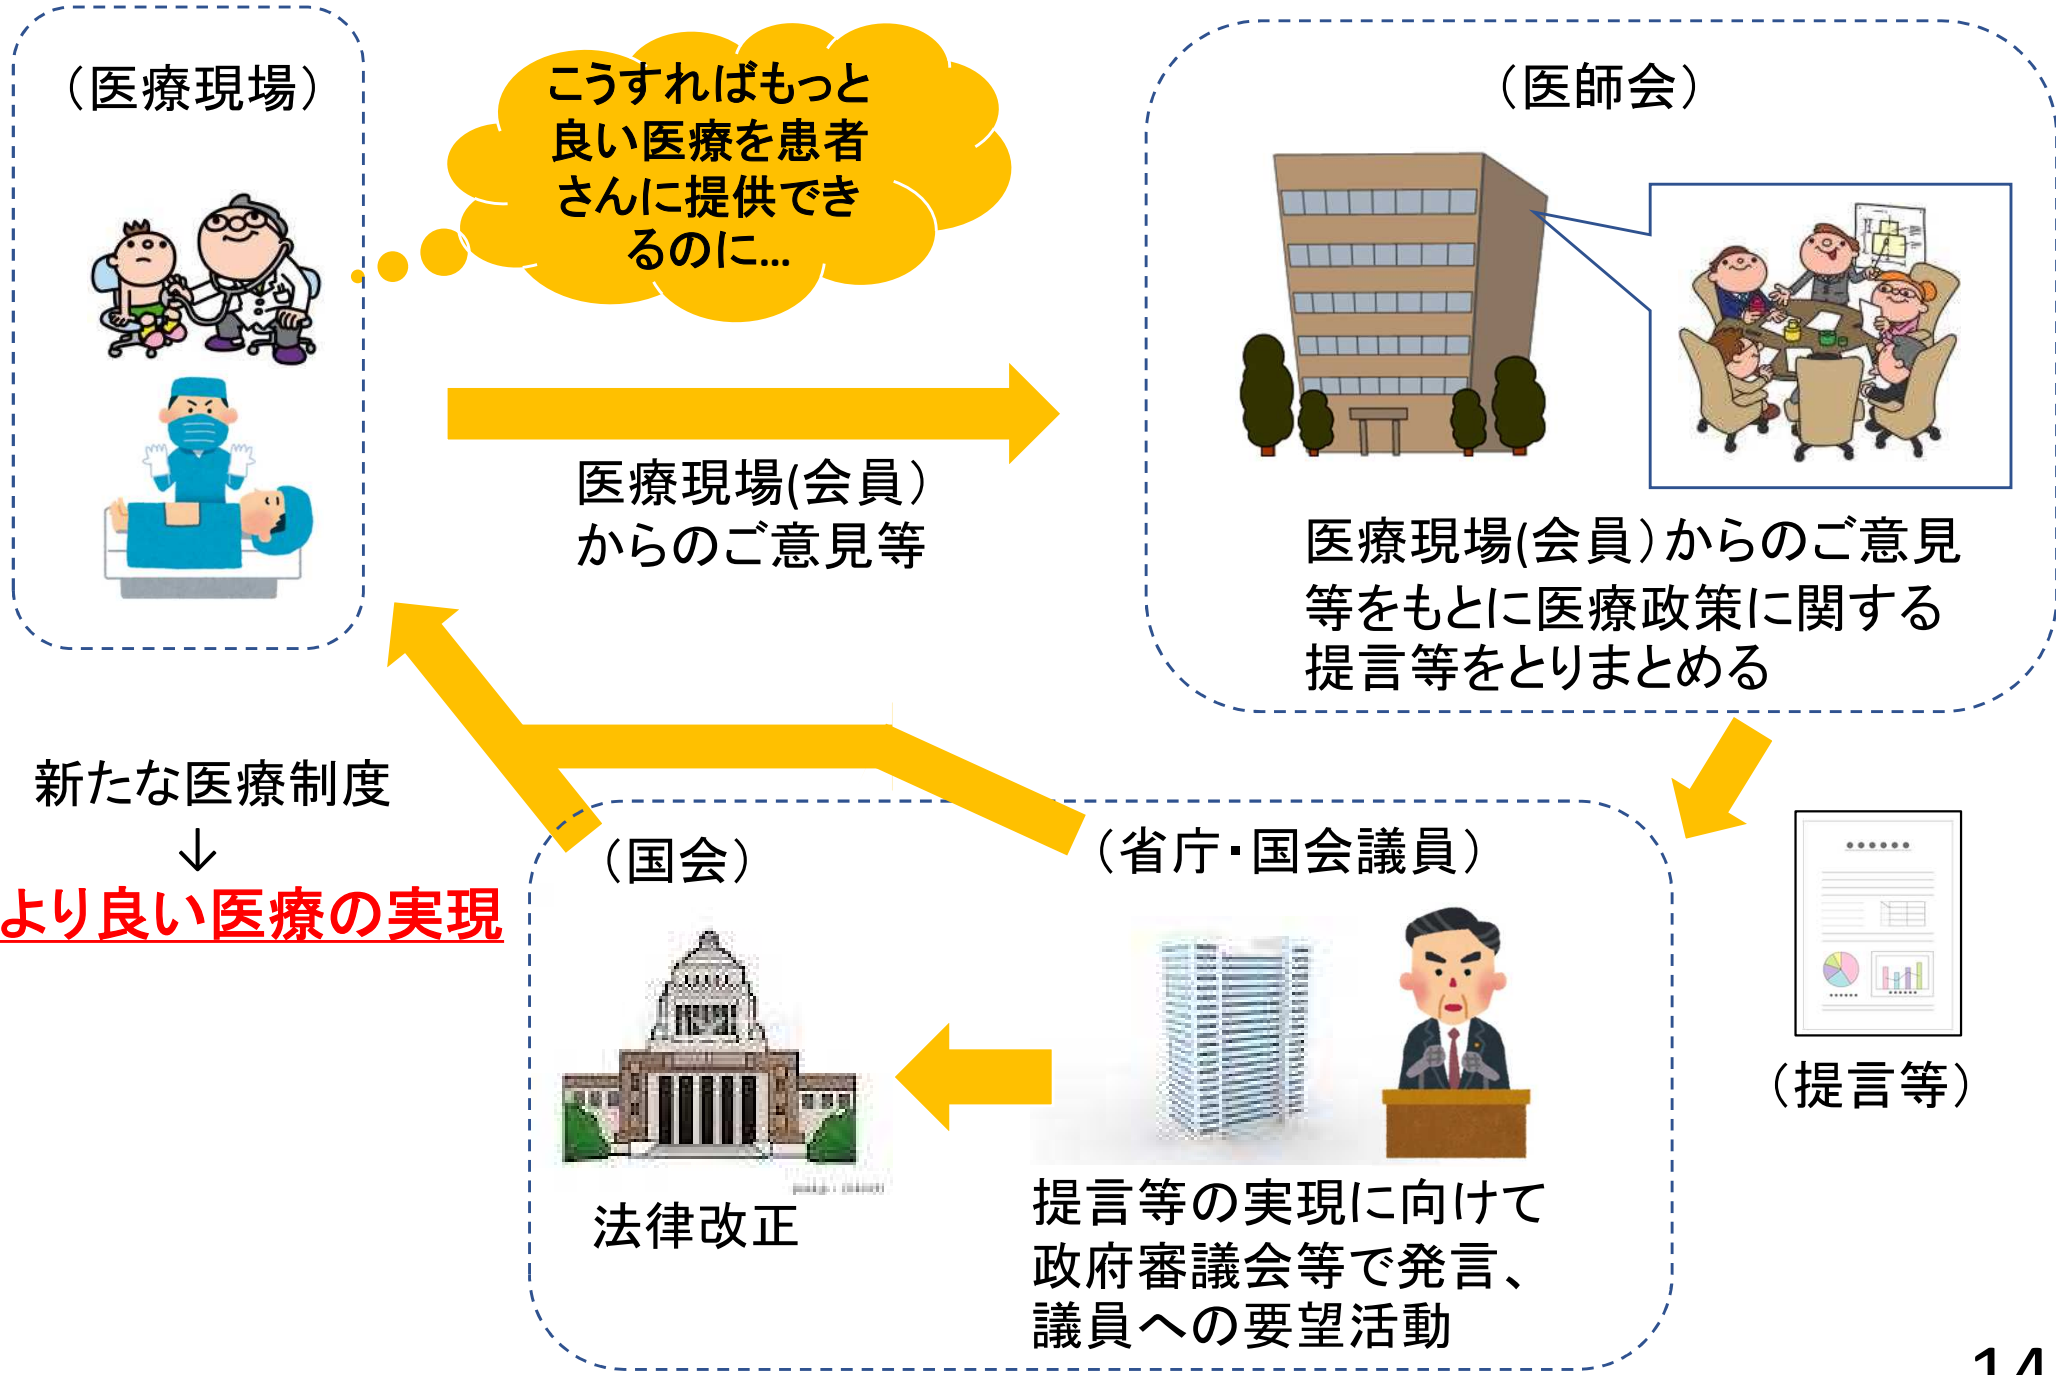 （医療現場）
こうすればもっと
良い医療を患者
さんに提供でき
るのに...
（医師会）
医療現場(会員）
からのご意見等
医療現場(会員）からのご意見
等をもとに医療政策に関する
提言等をとりまとめる
新たな医療制度
↓
より良い医療の実現
（国会）
（省庁・国会議員）
（提言等）
法律改正
提言等の実現に向けて
政府審議会等で発言、
議員への要望活動
14